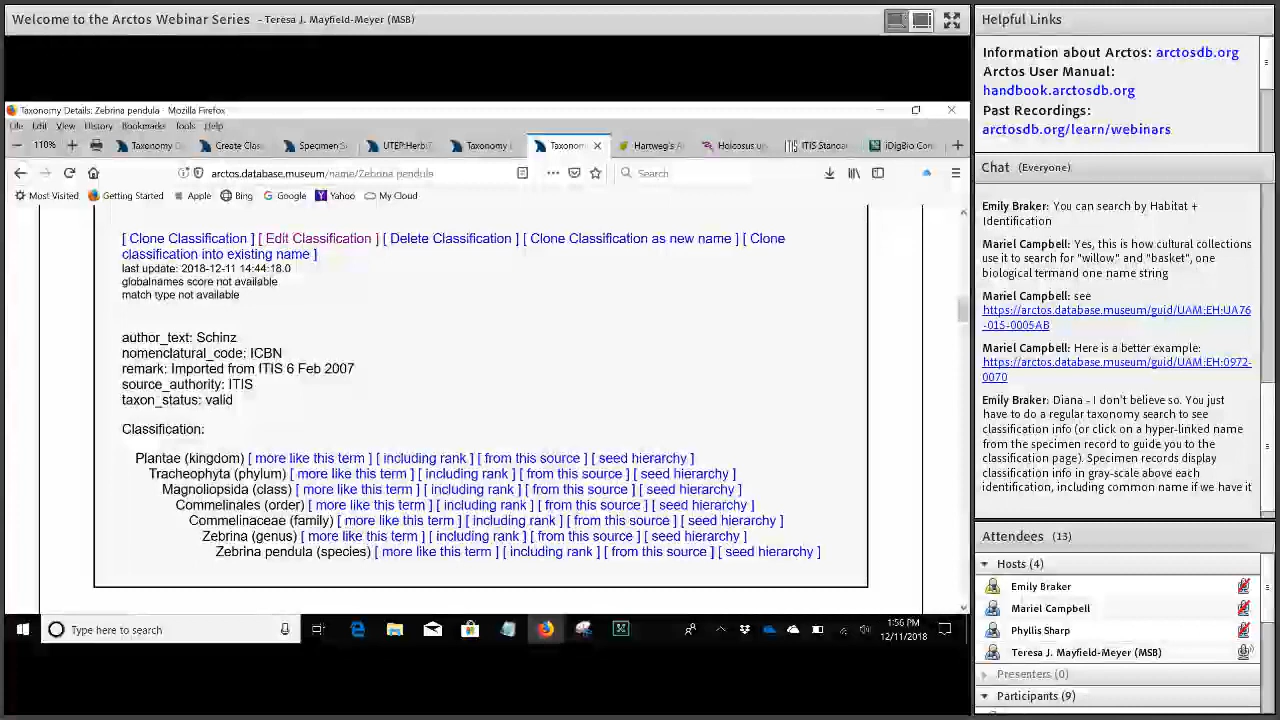 Welcome to the Arctos Webinar Series - Teresa J. Mayfield-Meyer (MSB)
Taxonomy Details: Zebrina pendula - Mozilla Firefox
File Edit View History Bookmarks Tools Help
110% Taxonomy D Create Class Specimen S UTEP:Herb: Taxonomy Taxonom Hartweg's A Holcosus un ITIS Standa iDigBio Con
arctos.database.museum/name/Zebrina pendula
Search
Most Visited Getting Started Apple Bing Google Yahoo My Cloud
[ Clone Classification ] [ Edit Classification ] [ Delete Classification ] [ Clone Classification as new name ] [ Clone
classification into existing name ]
last update: 2018-12-11 14:44:18.0
globalnames score not available
match type not available
author_text: Schinz
nomenclatural_code: ICBN
remark: Imported from ITIS 6 Feb 2007
source_authority: ITIS
taxon_status: valid
Classification:
Plantae (kingdom) [ more like this term ] [ including rank ] [ from this source ] [ seed hierarchy ]
Tracheophyta (phylum) [ more like this term ] [ including rank ] [ from this source ] [ seed hierarchy ]
Magnoliopsida (class) [ more like this term ] [ including rank ] [ from this source ] [ seed hierarchy ]
Commelinales (order) [ more like this term ] [ including rank ] [ from this source ] [ seed hierarchy ]
Commelinaceae (family) [ more like this term ] [ including rank ] [ from this source ] [ seed hierarchy ]
Zebrina (genus) [ more like this term ] [ including rank ] [ from this source ] [ seed hierarchy ]
Zebrina pendula (species) [ more like this term ] [ including rank ] [ from this source ] [ seed hierarchy ]
Type here to search
1:56 PM
12/11/2018
Helpful Links
Information about Arctos: arctosdb.org
Arctos User Manual:
handbook.arctosdb.org
Past Recordings:
arctosdb.org/learn/webinars
Chat (Everyone)
Emily Braker: You can search by Habitat +
Identification
Mariel Campbell: Yes, this is how cultural collections
use it to search for "willow" and "basket", one
biological termand one name string
Mariel Campbell: see
https://arctos.database.museum/guid/UAM:EH:UA76
-015-0005AB
Mariel Campbell: Here is a better example:
https://arctos.database.museum/guid/UAM:EH:0972-
0070
Emily Braker: Diana - I don't believe so. You just
have to do a regular taxonomy search to see
classification info (or click on a hyper-linked name
from the specimen record to guide you to the
classification page). Specimen records display
classification info in gray-scale above each
identification, including common name if we have it
Attendees (13)
Hosts (4)
Emily Braker
Mariel Campbell
Phyllis Sharp
Teresa J. Mayfield-Meyer (MSB)
Presenters (0)
Participants (9)